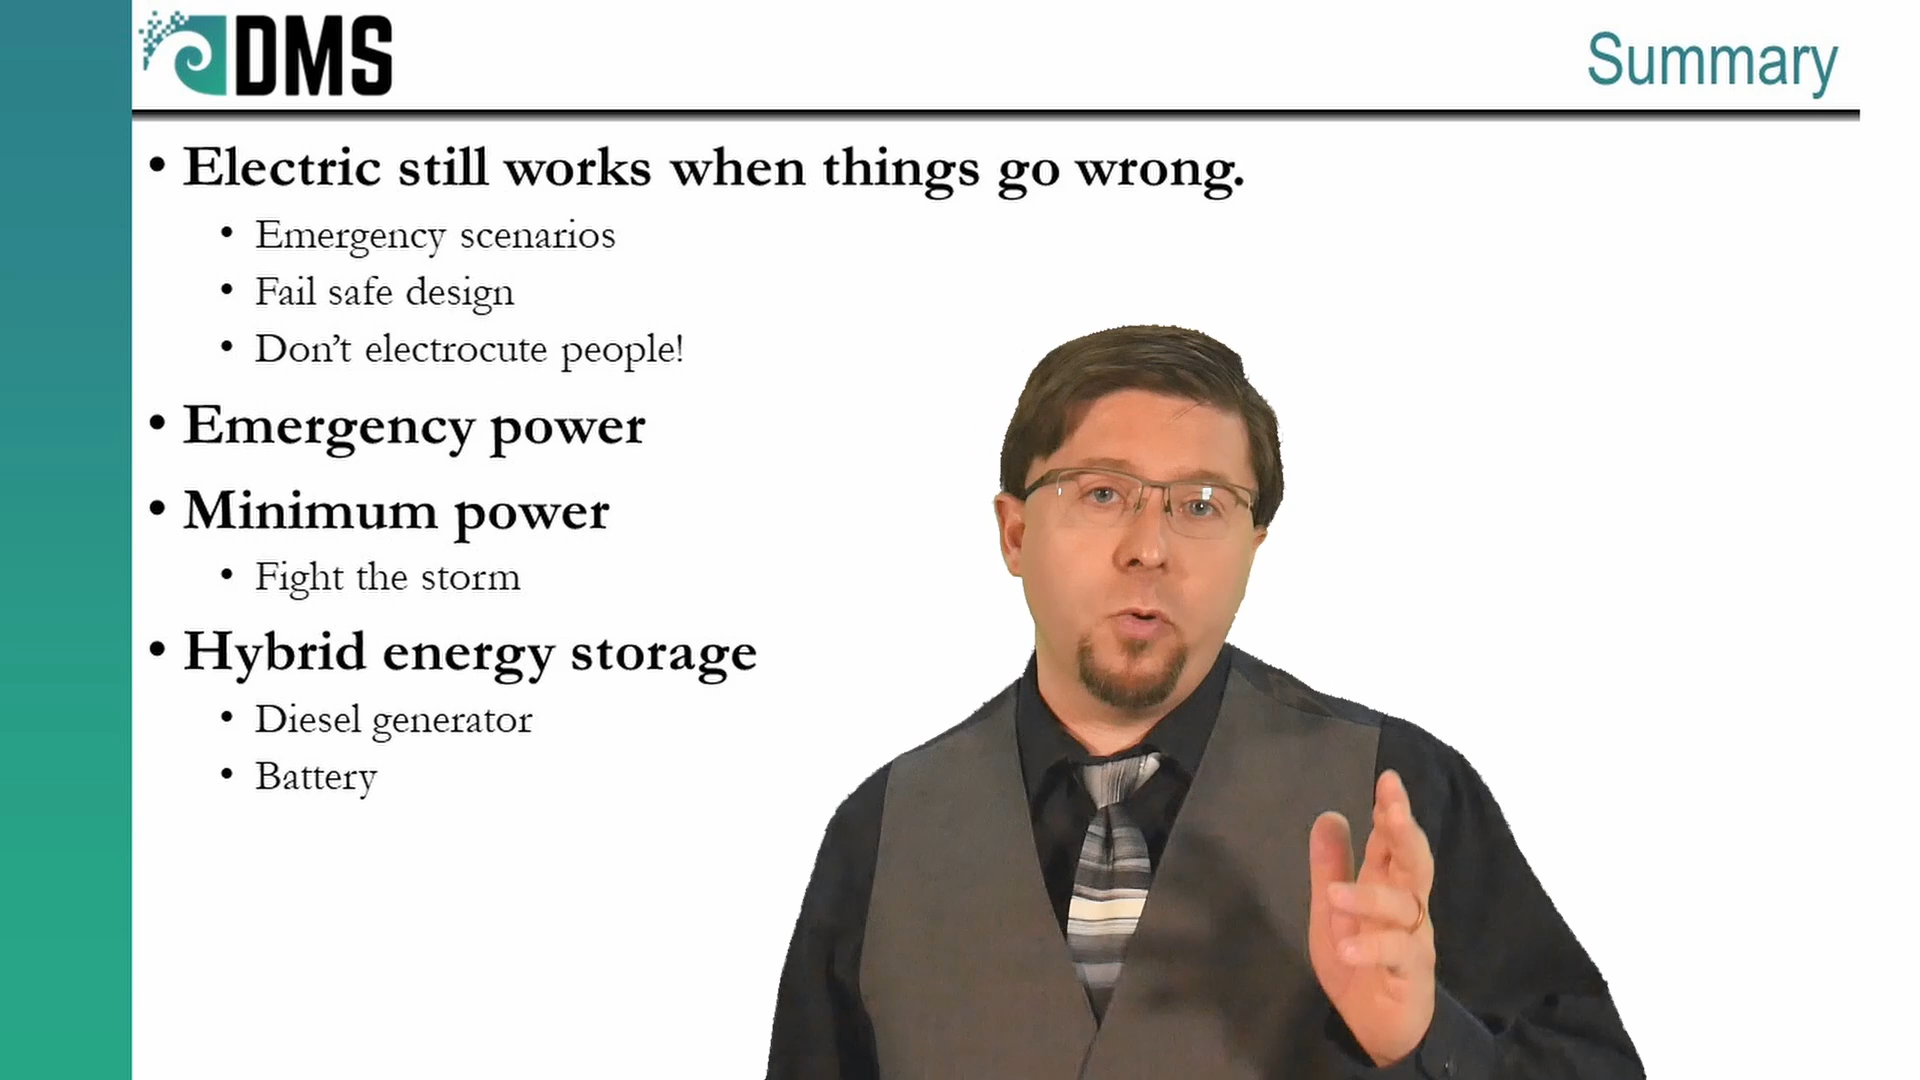 DMS
Summary
• Electric still works when things go wrong.
• Emergency scenarios
• Fail safe design
• Don’t electrocute people!
• Emergency power
• Minimum power
• Fight the storm
• Hybrid energy storage
• Diesel generator
• Battery